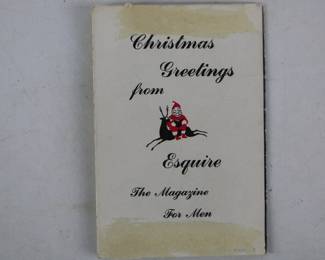 Christmas
Greetings
from
Esquire
The Magazine
For Men